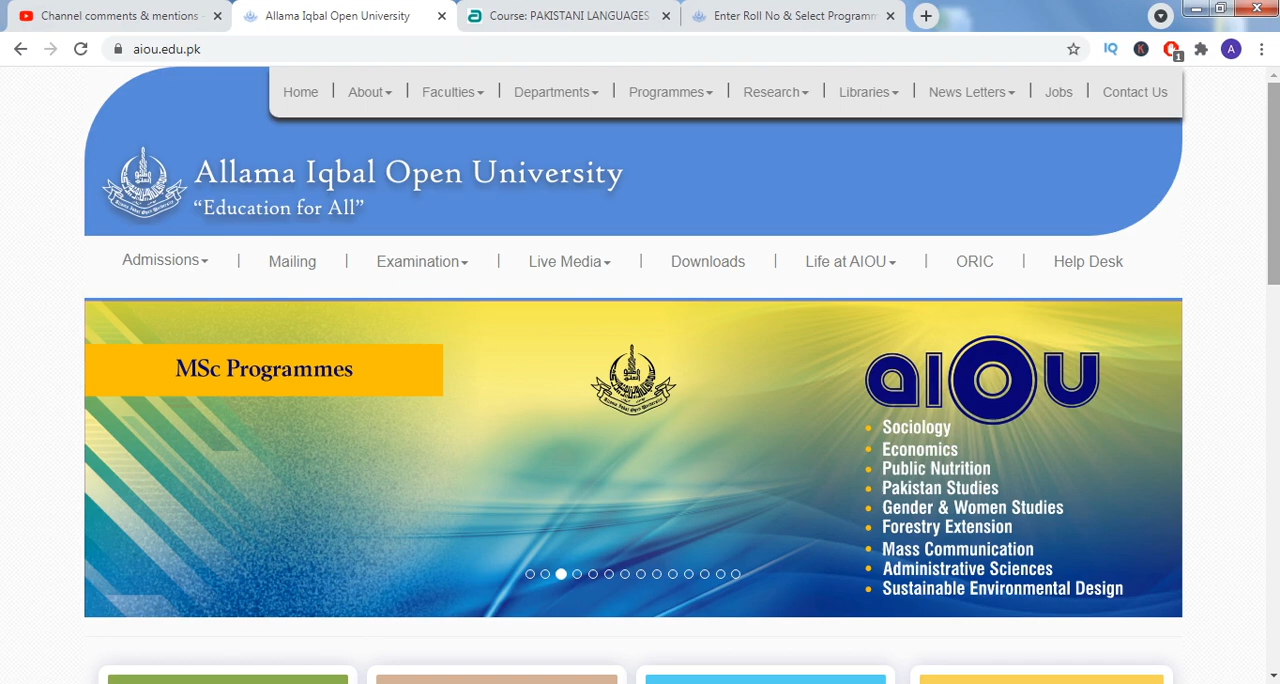 Channel comments & mentions
Allama Iqbal Open University
Course: PAKISTANI LANGUAGES
Enter Roll No & Select Programm
aiou.edu.pk
IQ
K
1
A
Home
About
Faculties
Departments
Programmes
Research
Libraries
News Letters
Jobs
Contact Us
Allama Iqbal Open University
“Education for All”
Admissions
Mailing
Examination
Live Media
Downloads
Life at AIOU
ORIC
Help Desk
MSc Programmes
AIOU
Sociology
Economics
Public Nutrition
Pakistan Studies
Gender & Women Studies
Forestry Extension
Mass Communication
Administrative Sciences
Sustainable Environmental Design